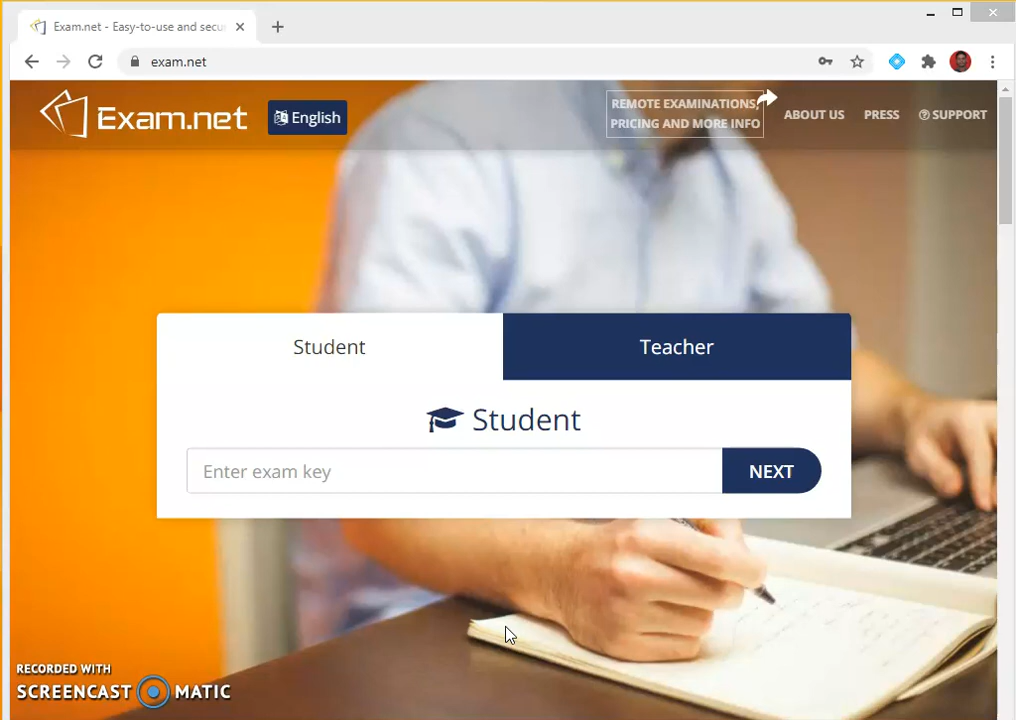 Exam.net - Easy-to-use and secu
exam.net
Exam.net
English
REMOTE EXAMINATIONS,
PRICING AND MORE INFO
ABOUT US
PRESS
SUPPORT
Student
Teacher
Student
Enter exam key
NEXT
RECORDED WITH
SCREENCAST MATIC